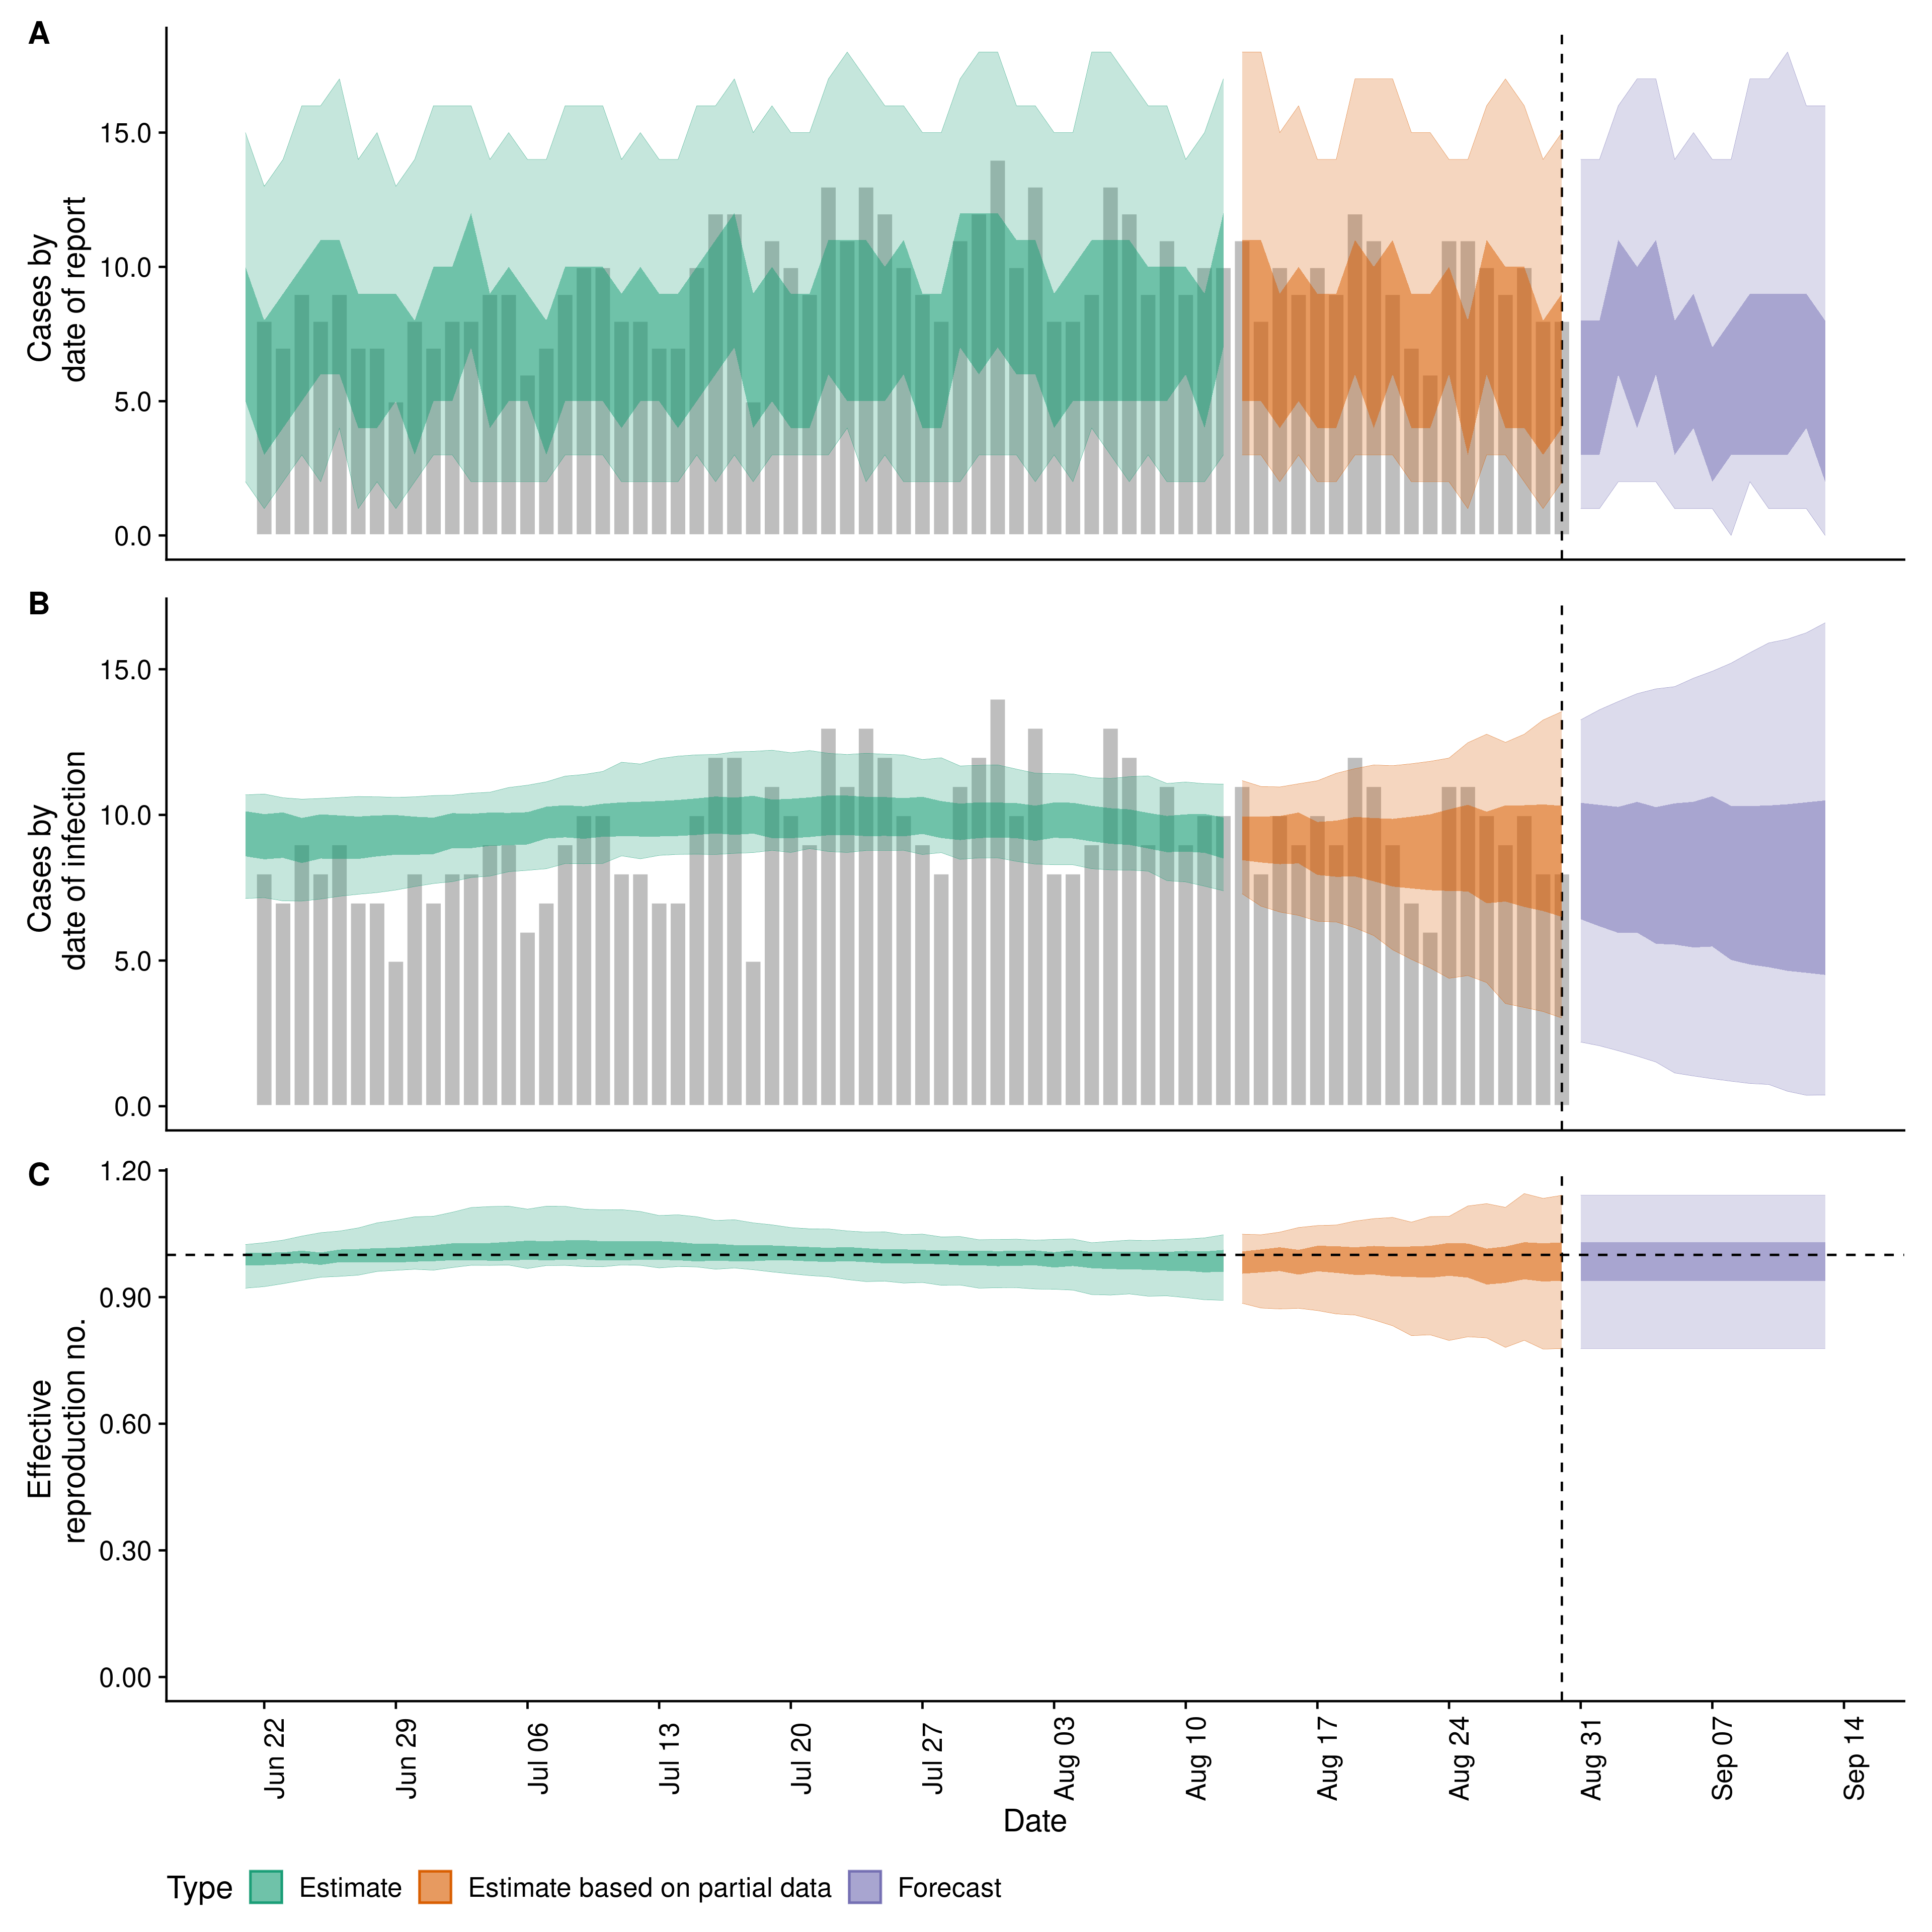 A
Cases by
date of report
15.0
10.0
5.0
0.0
B
Cases by
date of infection
15.0
10.0
5.0
0.0
C
Effective
reproduction no.
1.20
0.90
0.60
0.30
0.00
Jun 22
Jun 29
Jul 06
Jul 13
Jul 20
Jul 27
Aug 03
Aug 10
Aug 17
Aug 24
Aug 31
Sep 07
Sep 14
Date
Type Estimate Estimate based on partial data Forecast